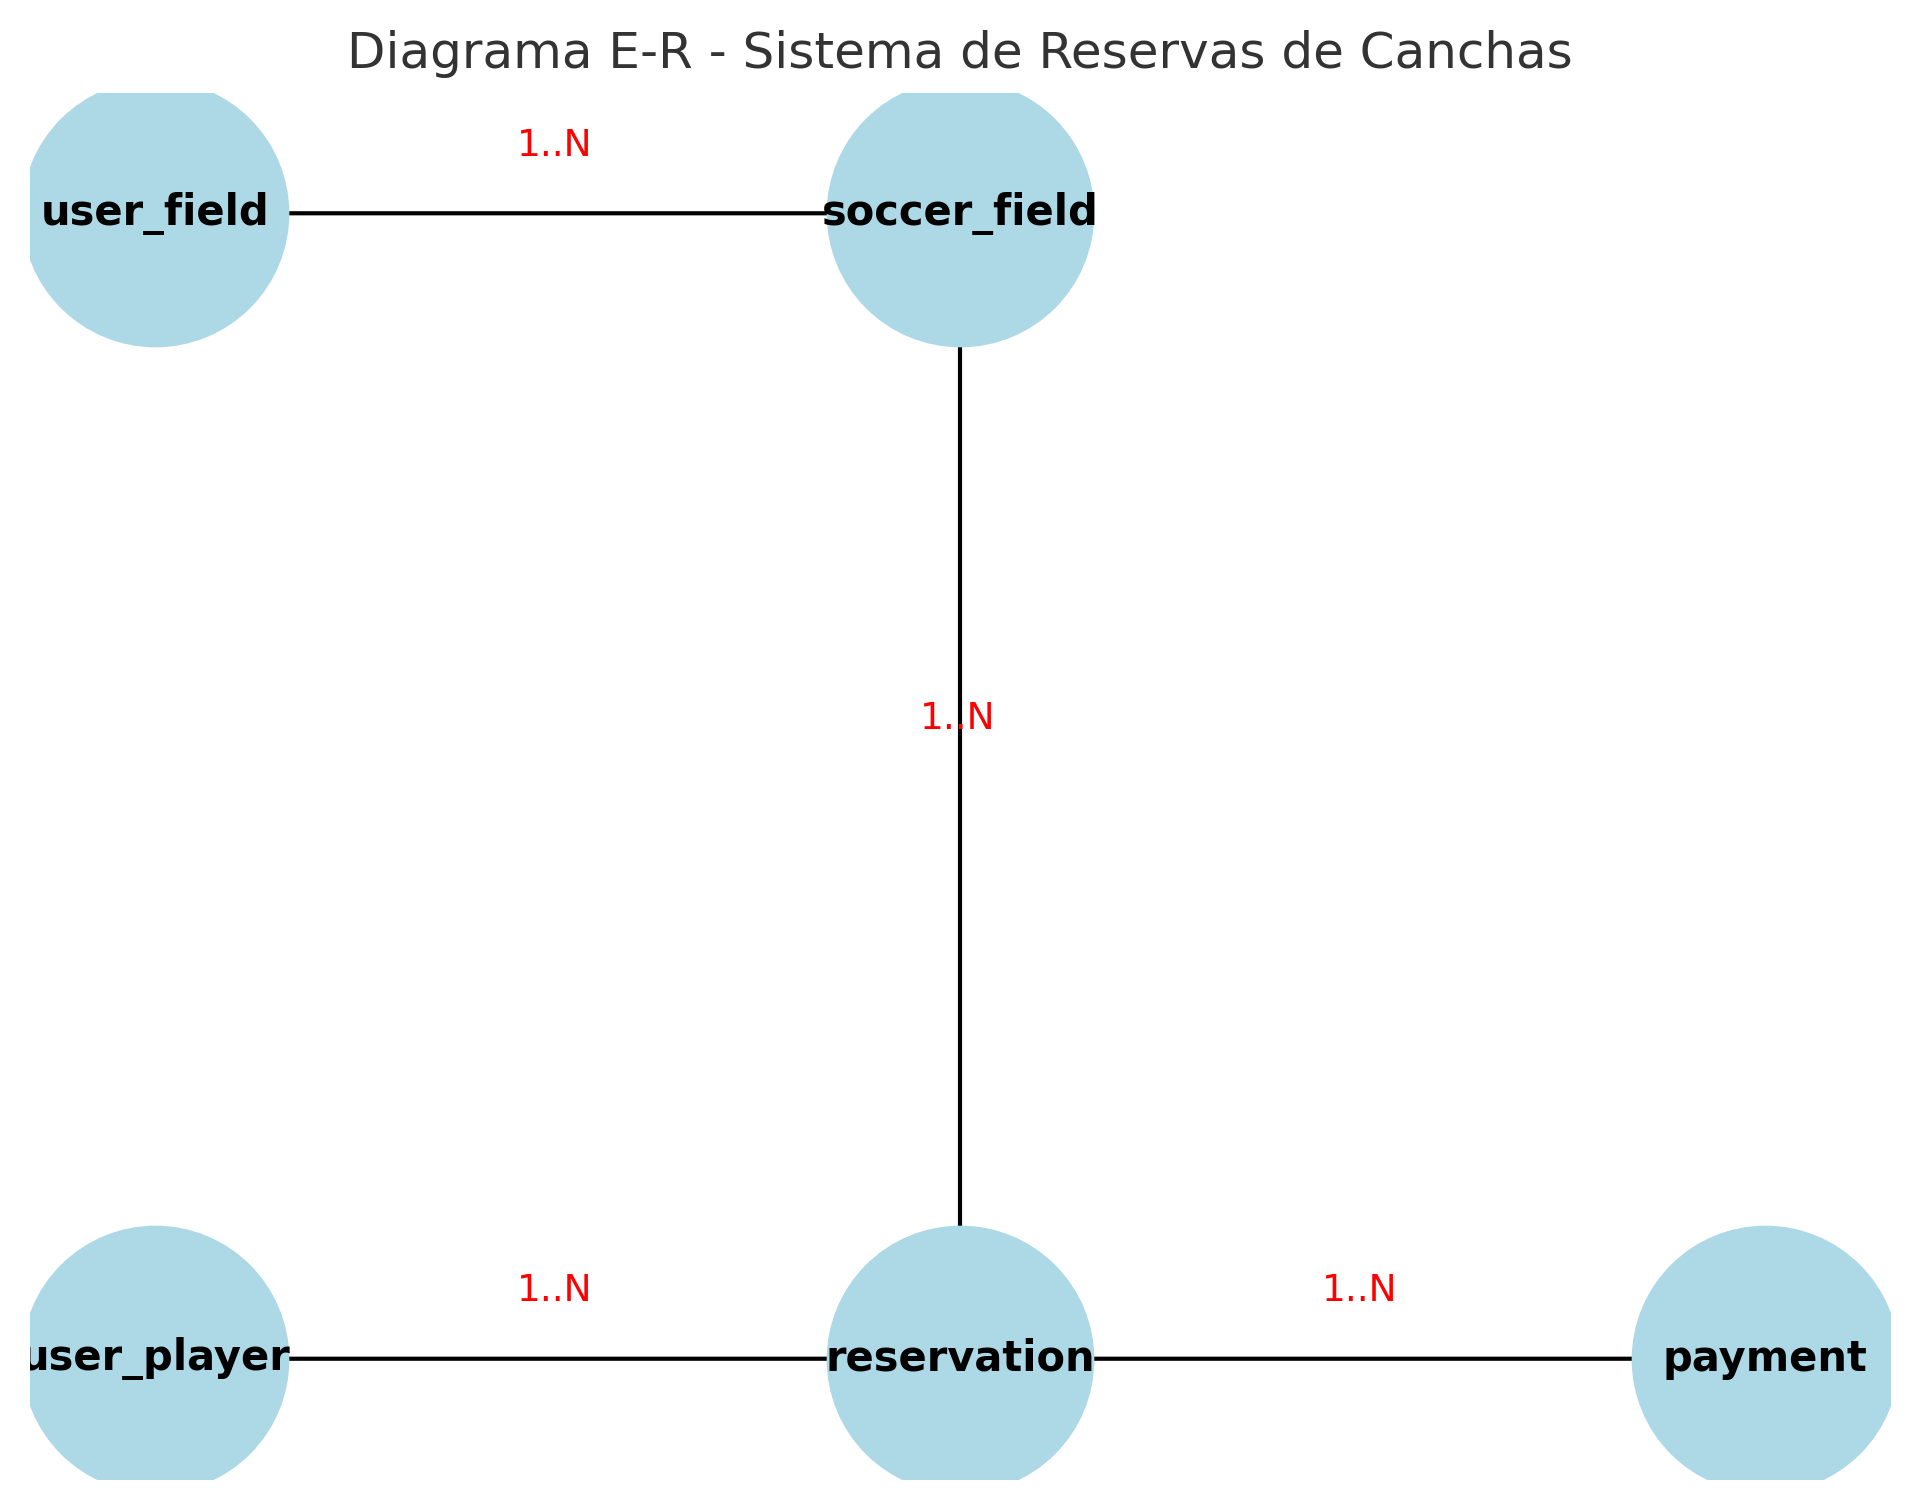 Diagrama E-R - Sistema de Reservas de Canchas
1..N
user_field
soccer_field
1..N
1..N
1..N
user_player
reservation
payment